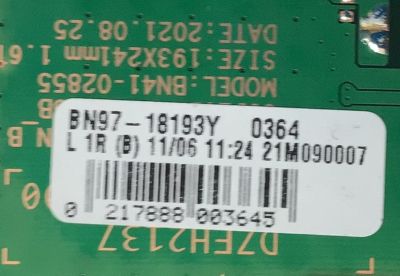 BN97-18193Y 0364
L 1R (B) 11/06 11:24 21M090007
0 217888 003645
DATE:2021.08.25
SIZE:193X241mm 1.6T
MODEL:BN41-02855
D7EH2137